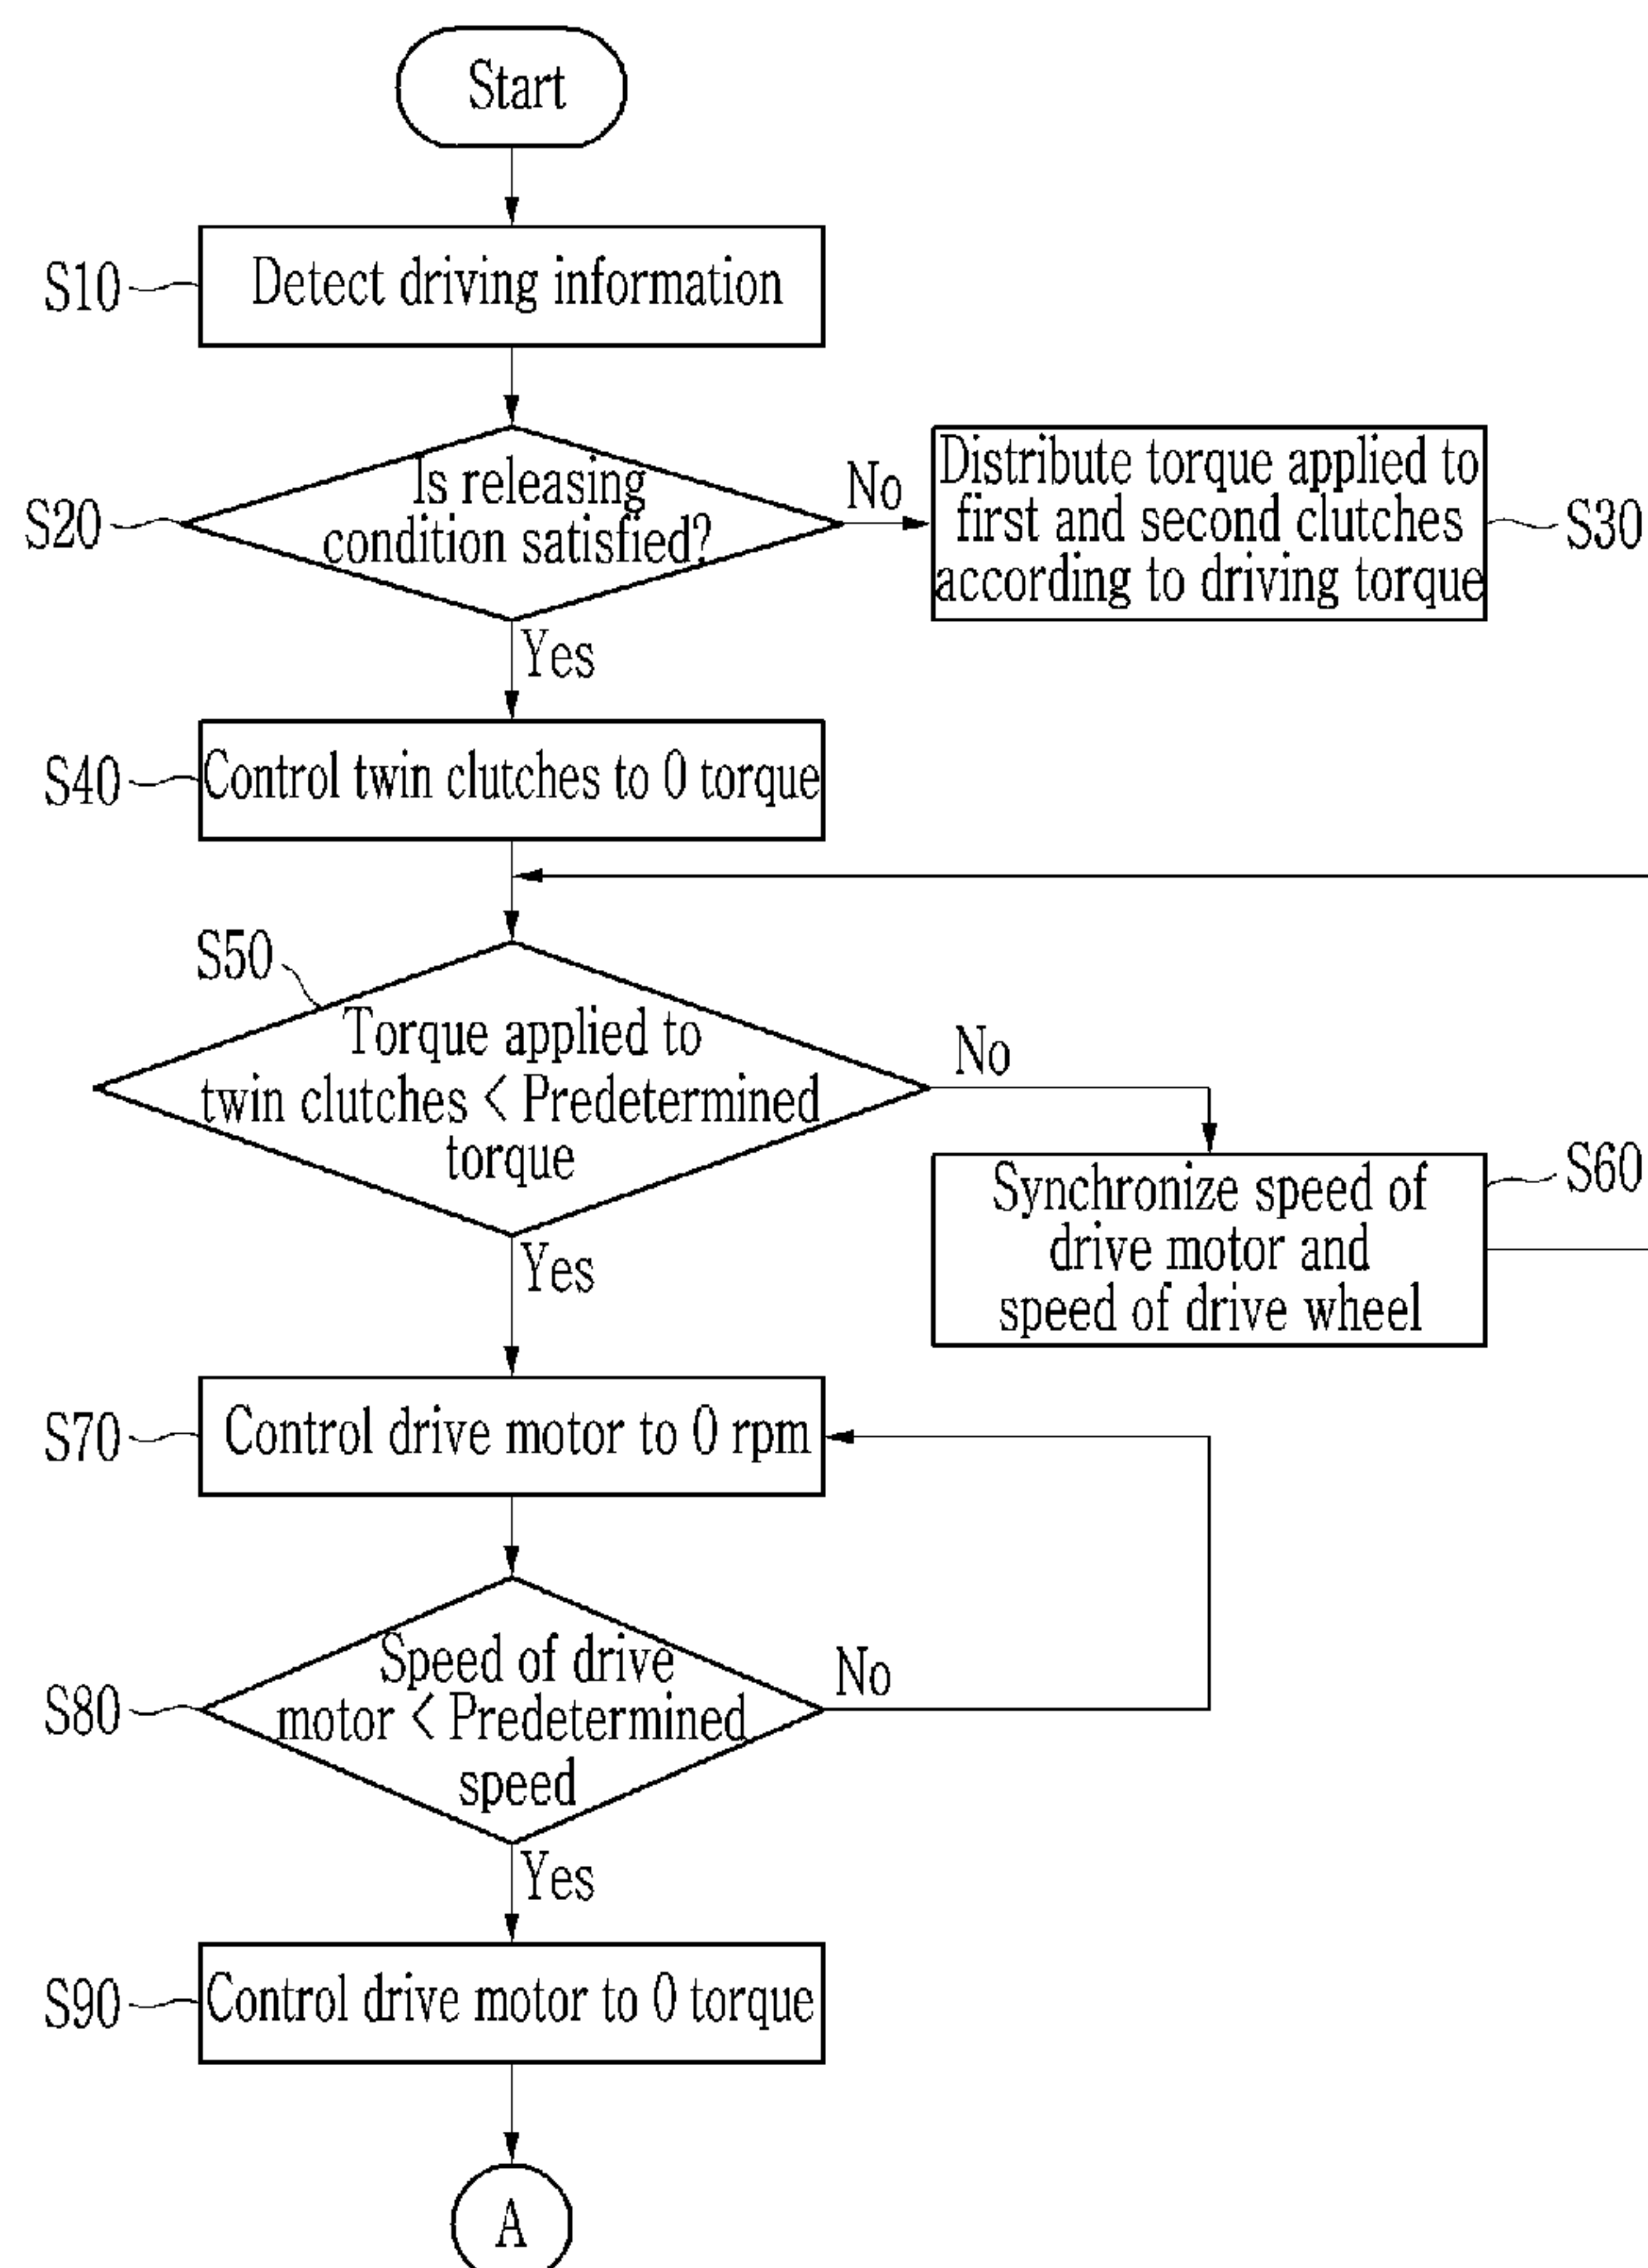 Start
S10
Detect driving information
S20
Is releasing
condition satisfied?
No
Distribute torque applied to
first and second clutches
according to driving torque
S30
Yes
S40
Control twin clutches to 0 torque
S50
Torque applied to
twin clutches < Predetermined
torque
No
Yes
S60
Synchronize speed of
drive motor and
speed of drive wheel
S70
Control drive motor to 0 rpm
S80
Speed of drive
motor < Predetermined
speed
No
Yes
S90
Control drive motor to 0 torque
A